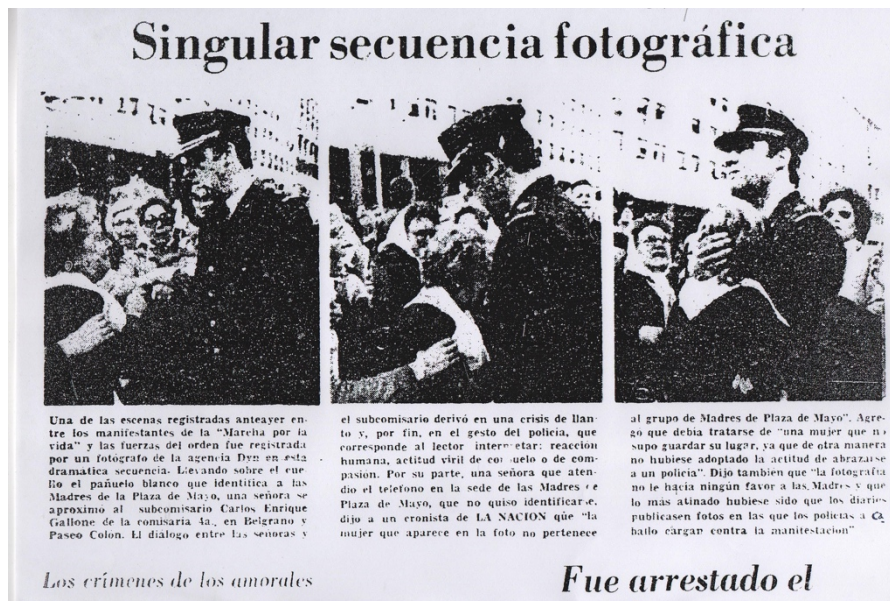 Singular secuencia fotográfica
Una de las escenas registradas anteayer en-
tre los manifestantes de la "Marcha por la
vida" y las fuerzas del orden fue registrada
por un fotógrafo de la agencia Dyn en esta
dramática secuencia. Llevando sobre el cue-
llo el pañuelo blanco que identifica a las
Madres de la Plaza de Mayo, una señora se
aproximó al subcomisario Carlos Enrique
Gallone de la comisaría 4a., en Belgrano y
Paseo Colón. El diálogo entre las señoras y
el subcomisario derivó en una crisis de llan-
to y, por fin, en el gesto del policía, que
corresponde al lector interpretar: reacción
humana, actitud viril de consuelo o de com-
pasión. Por su parte, una señora que aten-
dio el telefono en la sede de las Madres de
Plaza de Mayo, que no quiso identificarse,
dijo a un cronista de LA NACION que "la
mujer que aparece en la foto no pertenece
al grupo de Madres de Plaza de Mayo". Agre-
gó que debía tratarse de "una mujer que no
supo guardar su lugar, ya que de otra manera
no hubiese adoptado la actitud de abrazarse
a un policía". Dijo también que "la fotografía
no le hacía ningún favor a las Madres y que
lo más atinado hubiese sido que los diarios
publicasen fotos en las que los policías a ca
ballo cargan contra la manifestación"
Los crímenes de los amorales
Fue arrestado el